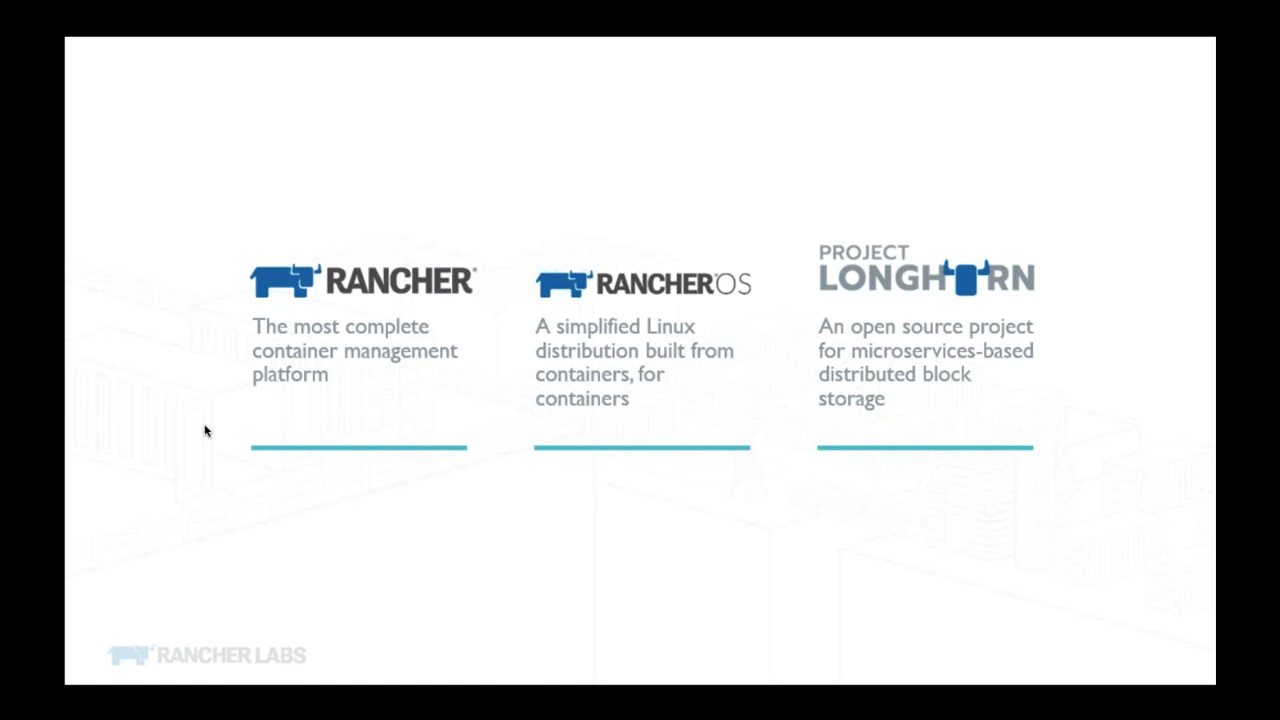 RANCHER®
The most complete
container management
platform
RANCHER OS
A simplified Linux
distribution built from
containers, for
containers
PROJECT
LONGHORN
An open source project
for microservices-based
distributed block
storage
RANCHER LABS